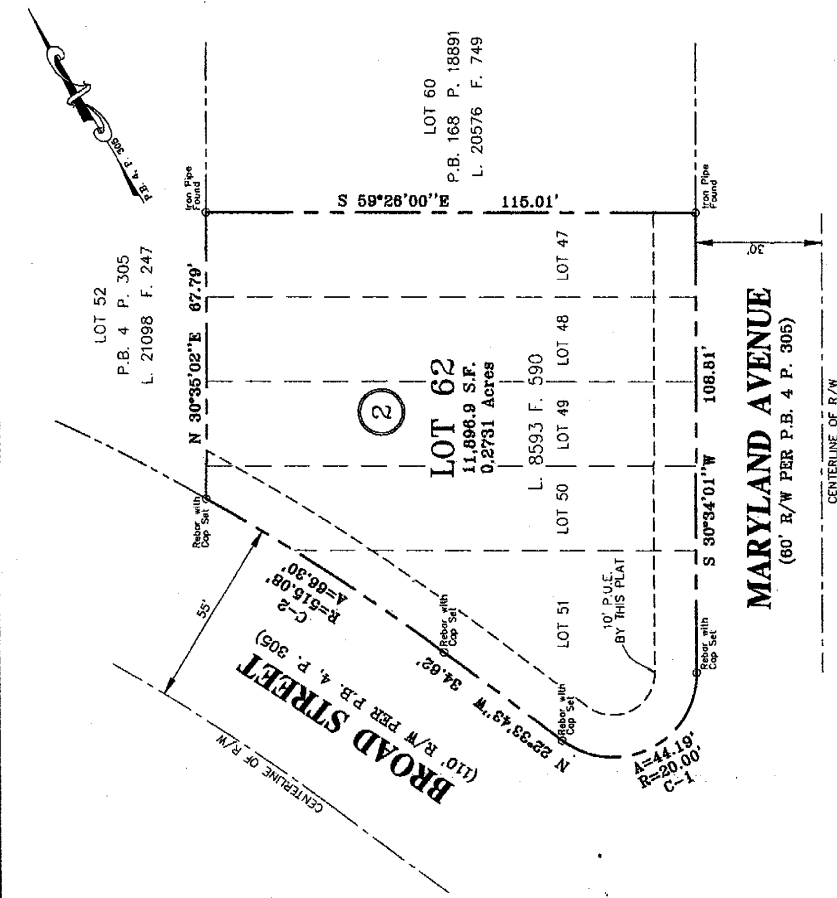 P.B. 4, P. 305
LOT 52
P.B. 4 P. 305
L. 21098 F. 247
LOT 60
P.B. 168 P. 18891
L. 20576 F. 749
Iron Pipe
Found
S 59°26'00''E 115.01'
N 30°35'02''E 67.79'
Rebar with
Cap Set
2
LOT 62
11,896.9 S.F.
0.2731 Acres
L. 8593 F. 590
LOT 47
LOT 48
LOT 49
LOT 50
LOT 51
Iron Pipe
Found
30'
C-2
R=515.08'
A=66.30'
55'
Rebar with
Cap Set
34.62'
N 22°33'43''W
BROAD STREET
(110' R/W PER P.B. 4, P. 305)
CENTERLINE OF R/W
10' P.U.E.
BY THIS PLAT
Rebar with
Cap Set
Rebar with
Cap Set
S 30°34'01''W 108.81'
MARYLAND AVENUE
(60' R/W PER P.B. 4 P. 305)
CENTERLINE OF R/W
A=44.19'
R=20.00'
C-1